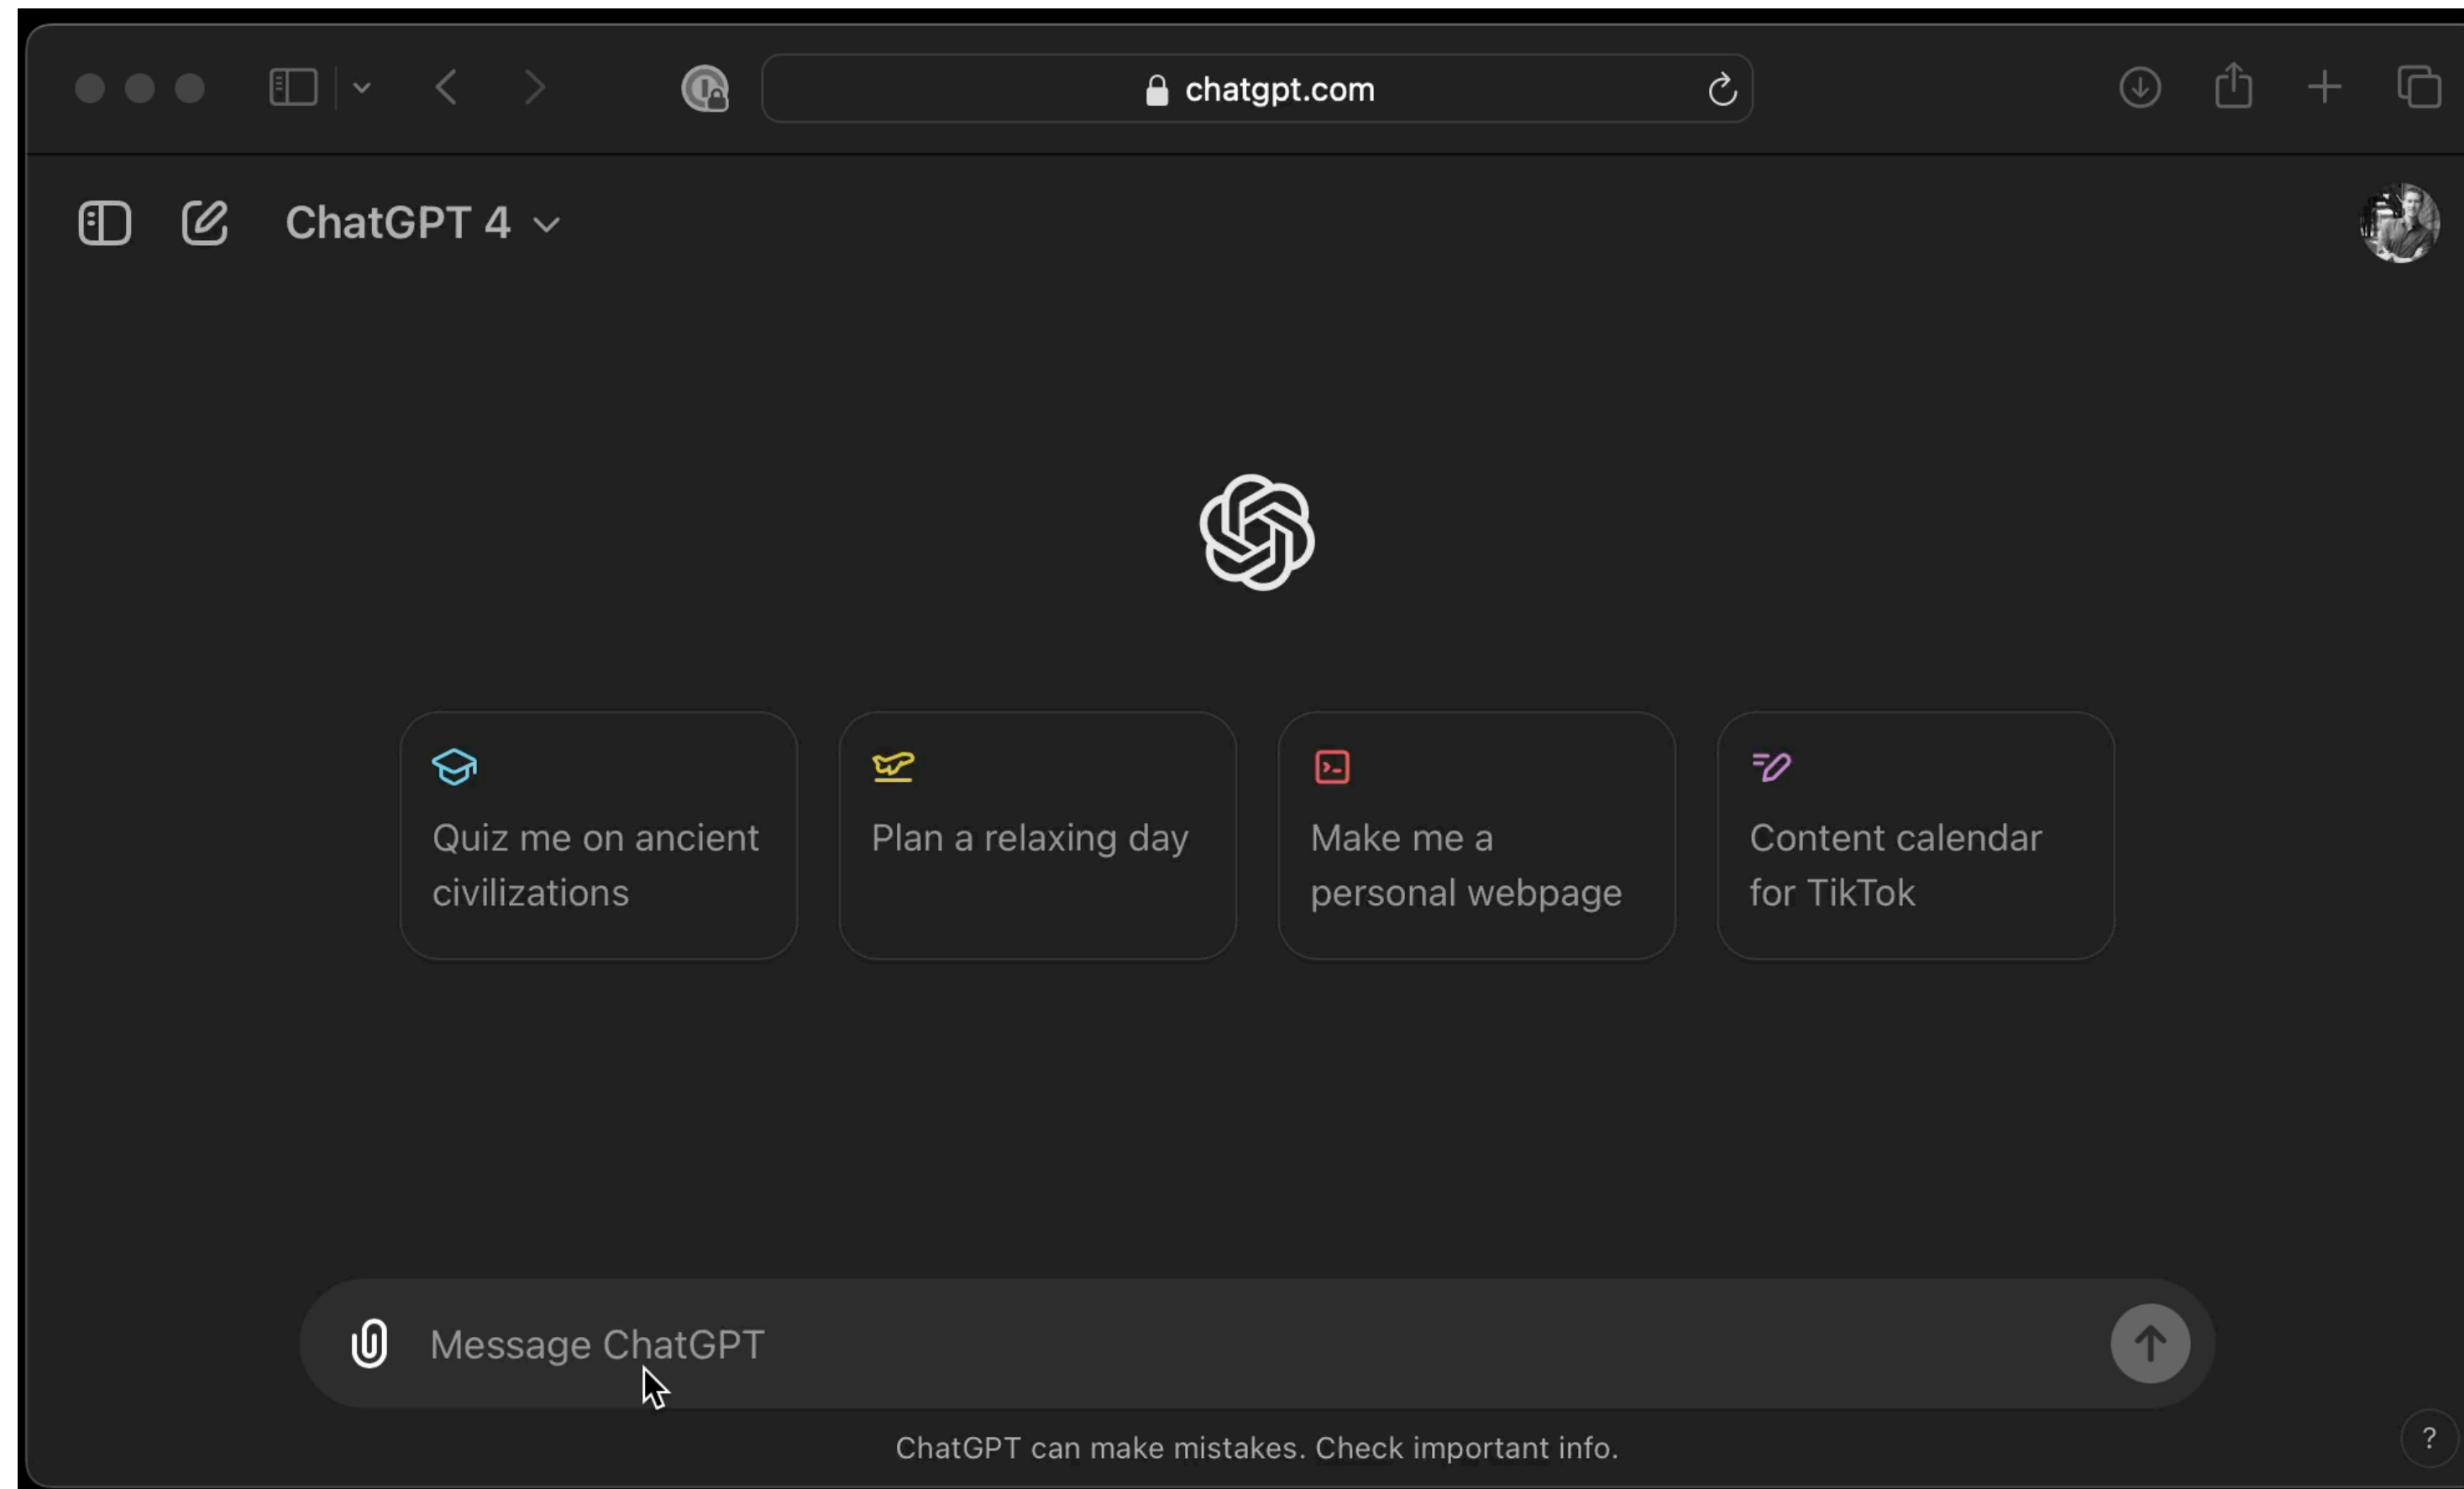 chatgpt.com
ChatGPT 4
Quiz me on ancient
civilizations
Plan a relaxing day
Make me a
personal webpage
Content calendar
for TikTok
Message ChatGPT
ChatGPT can make mistakes. Check important info.
?